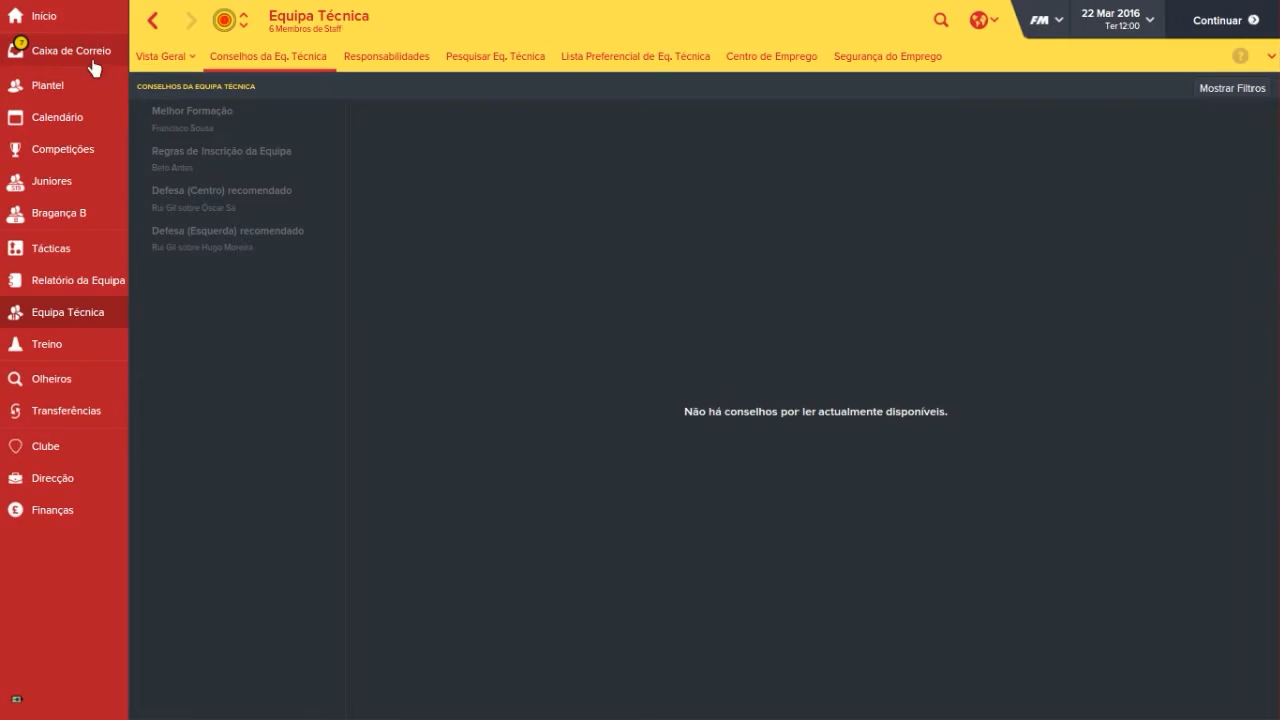 Início
7
Caixa de Correio
Plantel
Calendário
Competições
Juniores
Bragança B
Tácticas
Relatório da Equipa
Equipa Técnica
Treino
Olheiros
Transferências
Clube
Direcção
Finanças
Equipa Técnica
6 Membros de Staff
FM
22 Mar 2016
Ter 12:00
Continuar
Vista Geral
Conselhos da Eq. Técnica
Responsabilidades
Pesquisar Eq. Técnica
Lista Preferencial de Eq. Técnica
Centro de Emprego
Segurança do Emprego
?
CONSELHOS DA EQUIPA TÉCNICA
Mostrar Filtros
Melhor Formação
Francisco Sousa
Regras de Inscrição da Equipa
Beto Antas
Defesa (Centro) recomendado
Rui Gil sobre Óscar Sá
Defesa (Esquerda) recomendado
Rui Gil sobre Hugo Moreira
Não há conselhos por ler actualmente disponíveis.